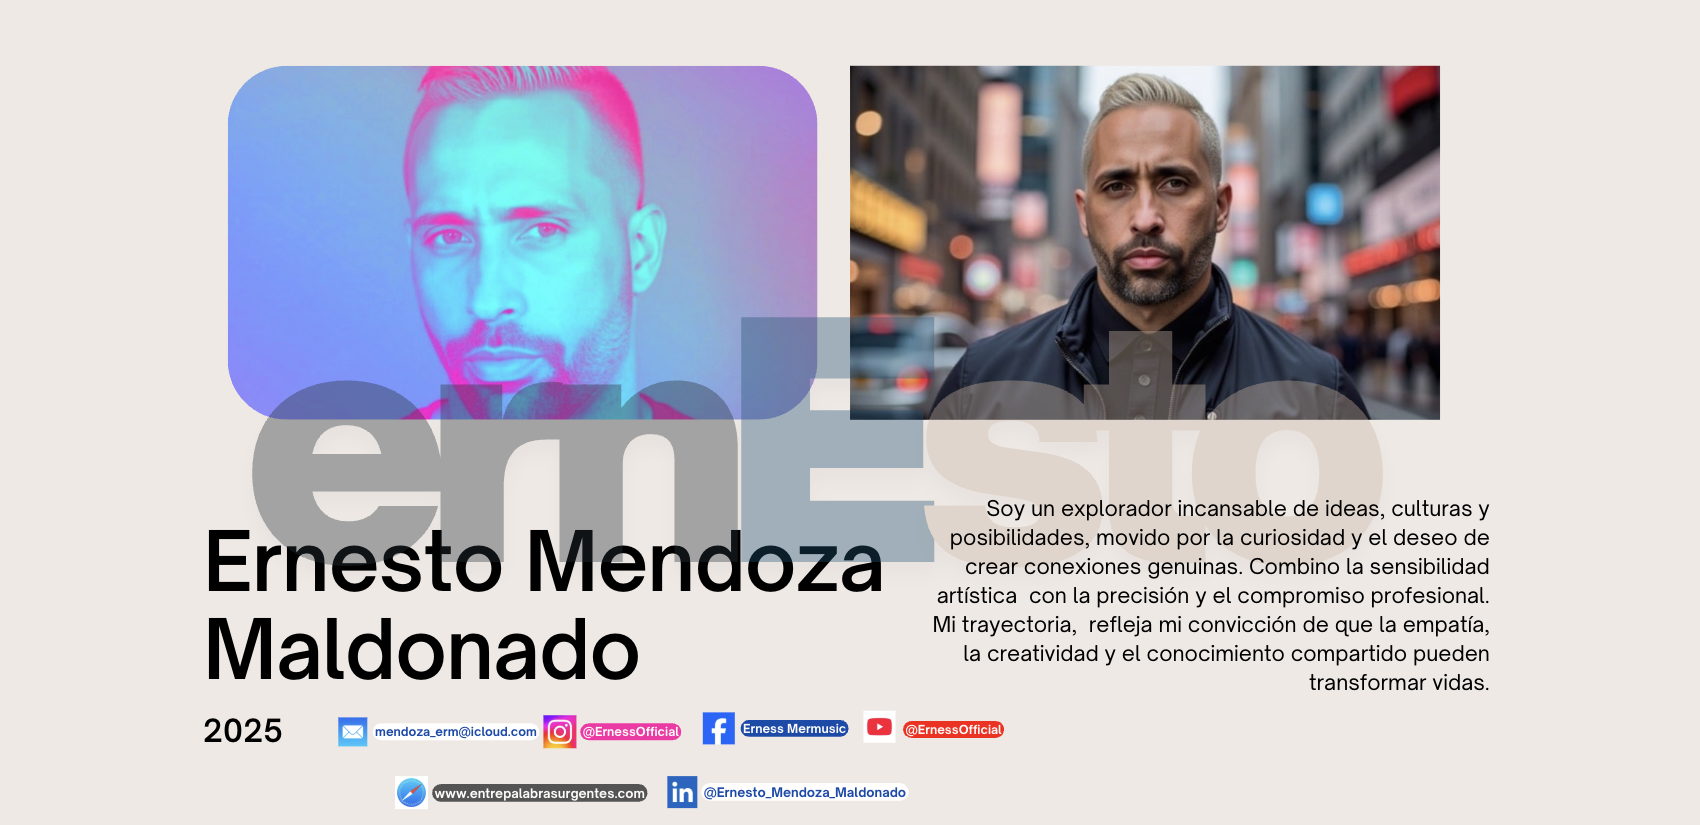 ernEsto
Soy un explorador incansable de ideas, culturas y
posibilidades, movido por la curiosidad y el deseo de
crear conexiones genuinas. Combino la sensibilidad
artística  con la precisión y el compromiso profesional.
Mi trayectoria,  refleja mi convicción de que la empatía,
la creatividad y el conocimiento compartido pueden
transformar vidas.
Ernesto Mendoza
Maldonado
2025
mendoza_erm@icloud.com
@ErnessOfficial
Erness Mermusic
@ErnessOfficial
www.entrepalabrasurgentes.com
in
@Ernesto_Mendoza_Maldonado